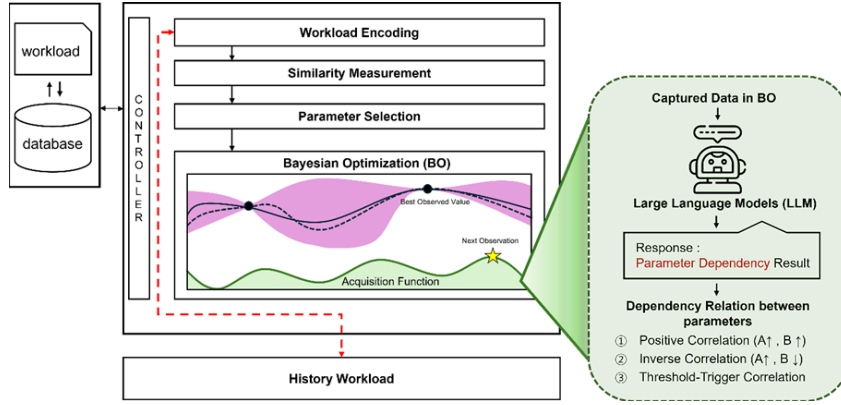 workload
database
CONTROLLER
Workload Encoding
Similarity Measurement
Parameter Selection
Bayesian Optimization (BO)
Best Observed Value
Next Observation
Acquisition Function
History Workload
Captured Data in BO
Large Language Models (LLM)
Response :
Parameter Dependency Result
Dependency Relation between
parameters
① Positive Correlation (A↑ , B ↑)
② Inverse Correlation (A↑ , B ↓)
③ Threshold-Trigger Correlation